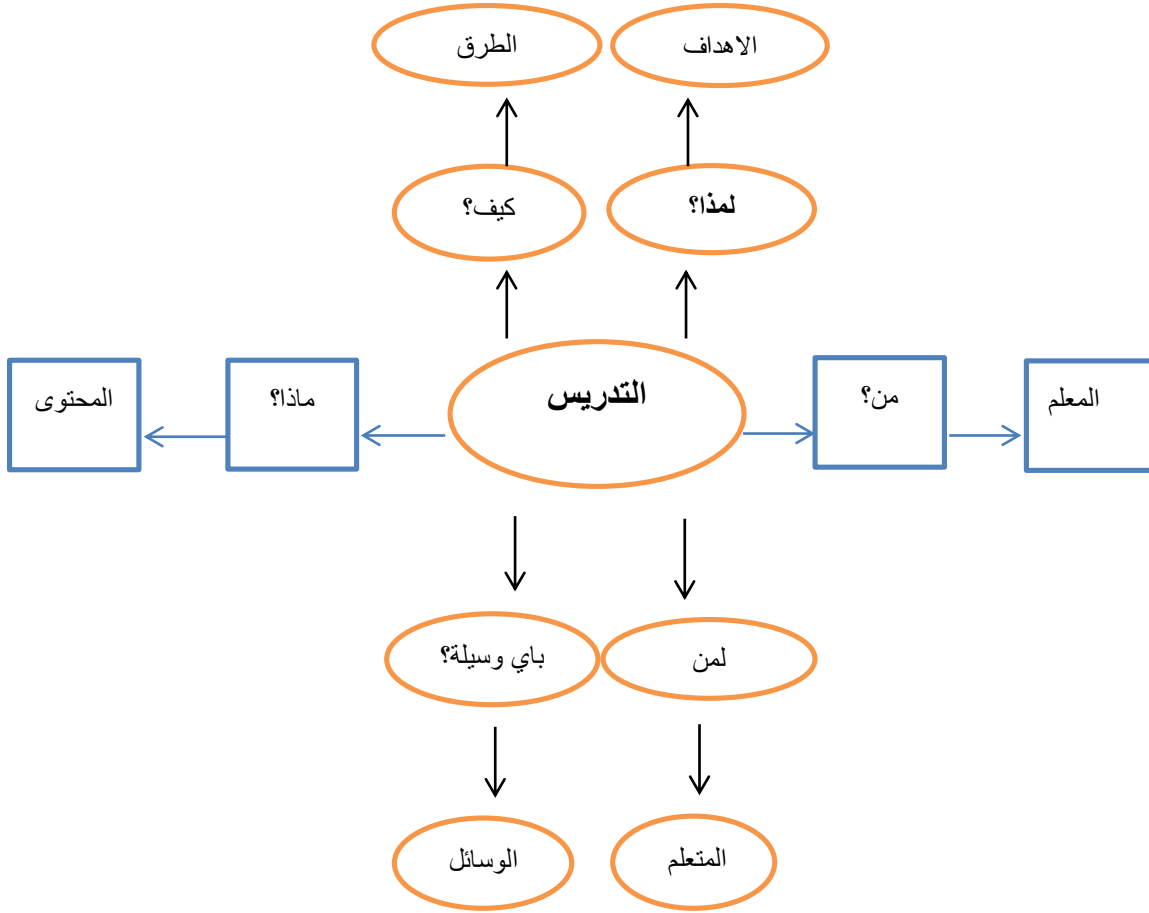 الاهداف
الطرق
لمذا؟
كيف؟
التدريس
المعلم
من؟
ماذا؟
المحتوى
لمن
باي وسيلة؟
المتعلم
الوسائل